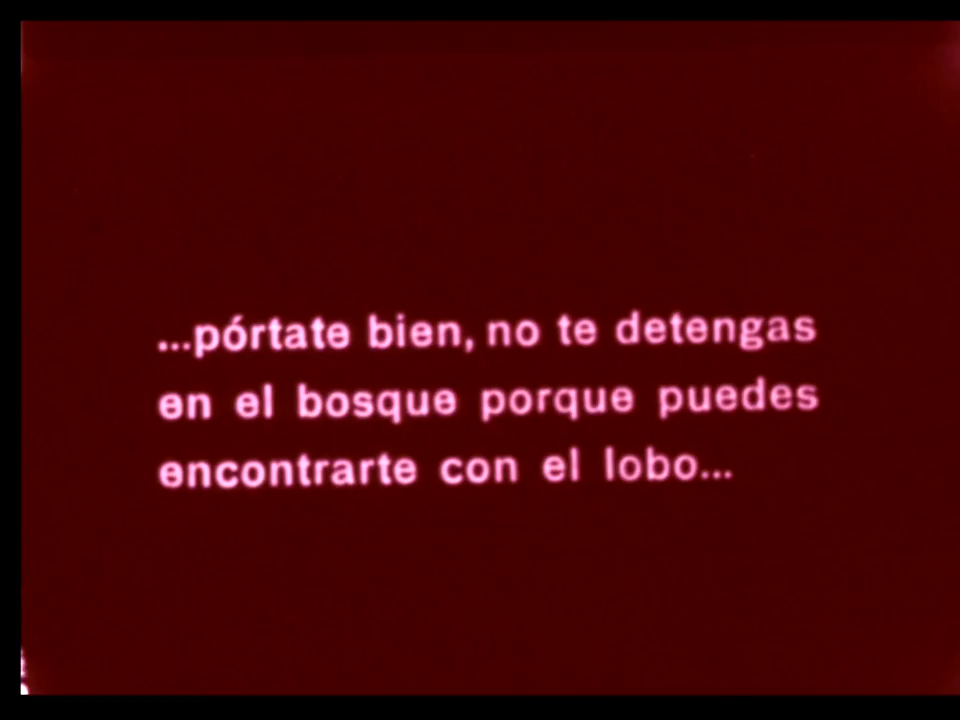 ...pórtate bien, no te detengas
en el bosque porque puedes
encontrarte con el lobo...